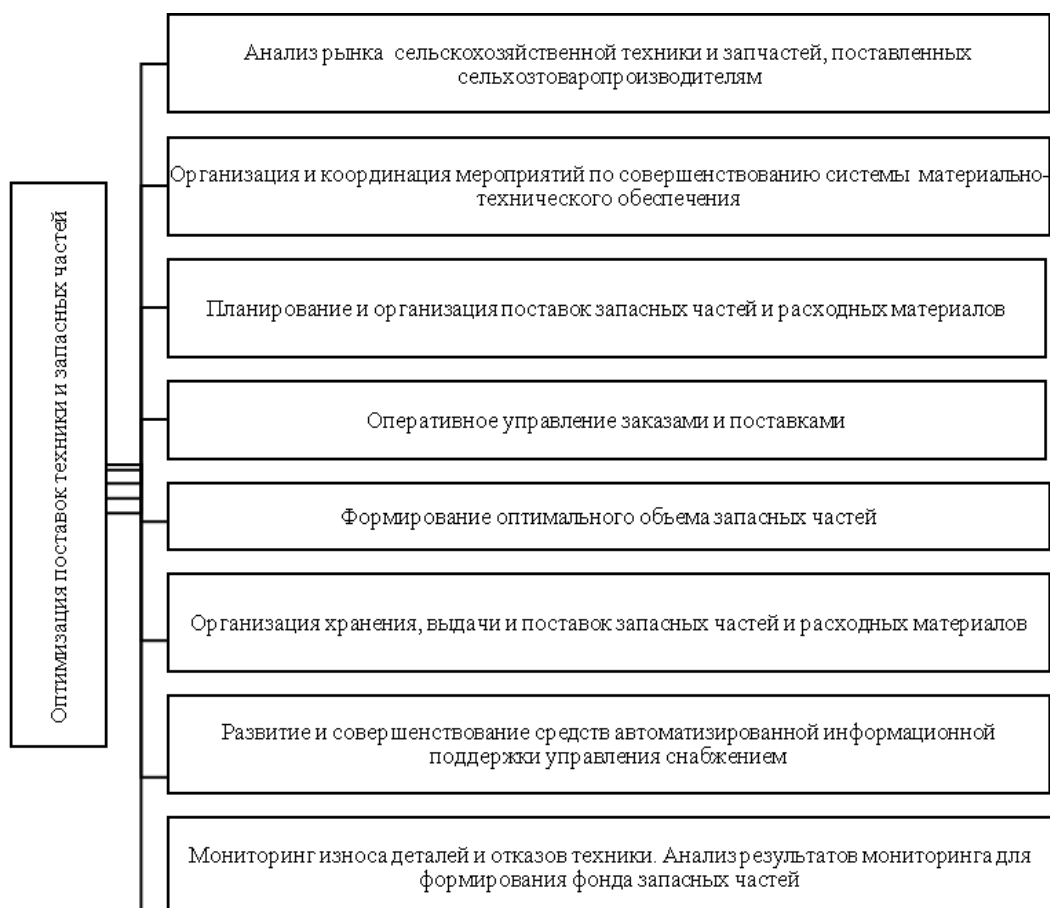 Оптимизация поставок техники и запасных частей
Анализ рынка сельскохозяйственной техники и запчастей, поставленных
сельхозтоваропроизводителям
Организация и координация мероприятий по совершенствованию системы материально-
технического обеспечения
Планирование и организация поставок запасных частей и расходных материалов
Оперативное управление заказами и поставками
Формирование оптимального объема запасных частей
Организация хранения, выдачи и поставок запасных частей и расходных материалов
Развитие и совершенствование средств автоматизированной информационной
поддержки управления снабжением
Мониторинг износа деталей и отказов техники. Анализ результатов мониторинга для
формирования фонда запасных частей